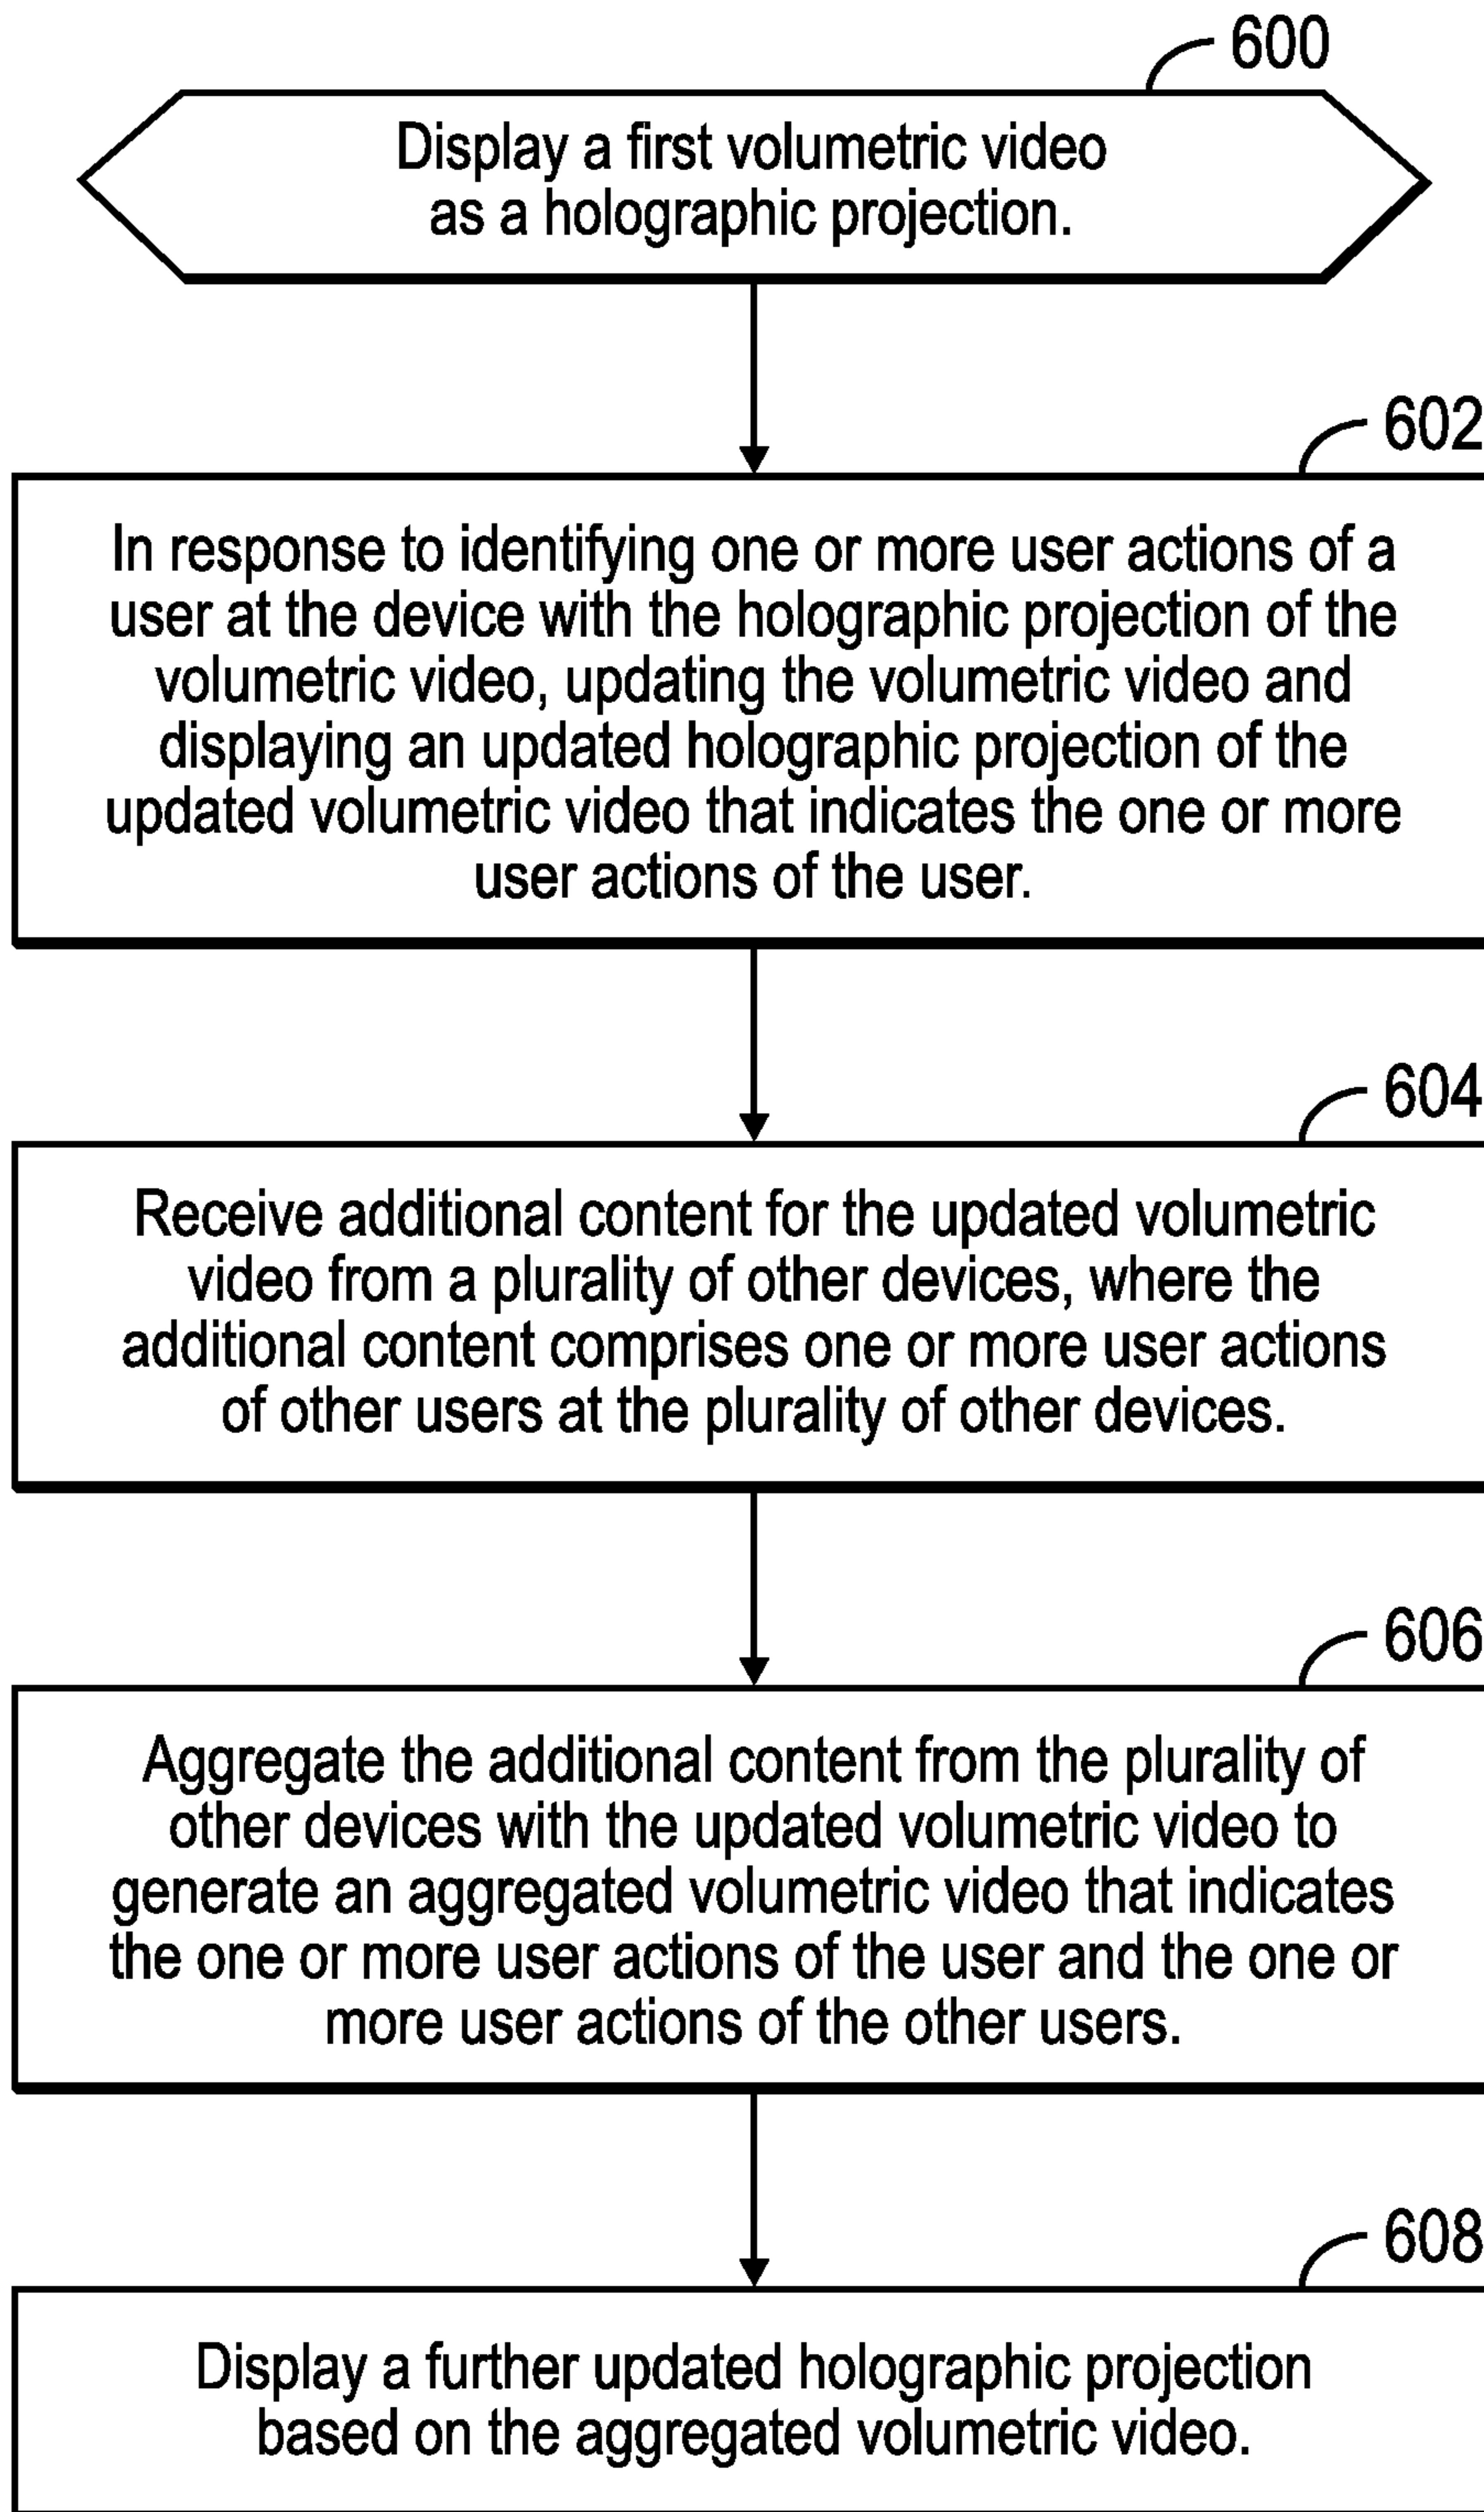 600
Display a first volumetric video
as a holographic projection.
602
In response to identifying one or more user actions of a
user at the device with the holographic projection of the
volumetric video, updating the volumetric video and
displaying an updated holographic projection of the
updated volumetric video that indicates the one or more
user actions of the user.
604
Receive additional content for the updated volumetric
video from a plurality of other devices, where the
additional content comprises one or more user actions
of other users at the plurality of other devices.
606
Aggregate the additional content from the plurality of
other devices with the updated volumetric video to
generate an aggregated volumetric video that indicates
the one or more user actions of the user and the one or
more user actions of the other users.
608
Display a further updated holographic projection
based on the aggregated volumetric video.